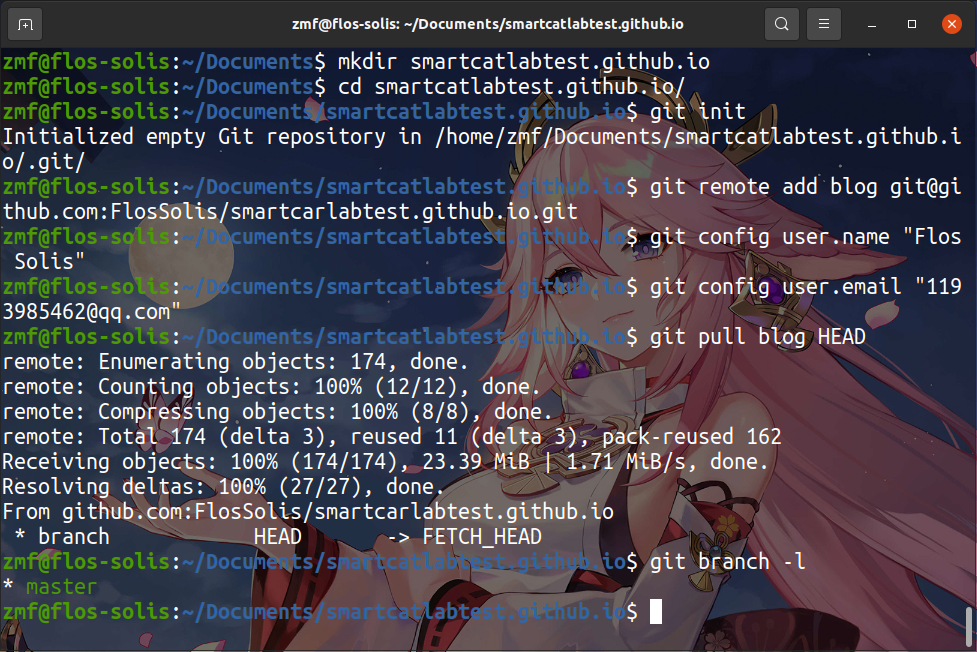 zmf@flos-solis: ~/Documents/smartcatlabtest.github.io
zmf@flos-solis:~/Documents$ mkdir smartcatlabtest.github.io
zmf@flos-solis:~/Documents$ cd smartcatlabtest.github.io/
zmf@flos-solis:~/Documents/smartcatlabtest.github.io$ git init
Initialized empty Git repository in /home/zmf/Documents/smartcatlabtest.github.i
o/.git/
zmf@flos-solis:~/Documents/smartcatlabtest.github.io$ git remote add blog git@gi
thub.com:FlosSolis/smartcarlabtest.github.io.git
zmf@flos-solis:~/Documents/smartcatlabtest.github.io$ git config user.name "Flos
 Solis"
zmf@flos-solis:~/Documents/smartcatlabtest.github.io$ git config user.email "119
3985462@qq.com"
zmf@flos-solis:~/Documents/smartcatlabtest.github.io$ git pull blog HEAD
remote: Enumerating objects: 174, done.
remote: Counting objects: 100% (12/12), done.
remote: Compressing objects: 100% (8/8), done.
remote: Total 174 (delta 3), reused 11 (delta 3), pack-reused 162
Receiving objects: 100% (174/174), 23.39 MiB | 1.71 MiB/s, done.
Resolving deltas: 100% (27/27), done.
From github.com:FlosSolis/smartcarlabtest.github.io
 * branch            HEAD       -> FETCH_HEAD
zmf@flos-solis:~/Documents/smartcatlabtest.github.io$ git branch -l
* master
zmf@flos-solis:~/Documents/smartcatlabtest.github.io$